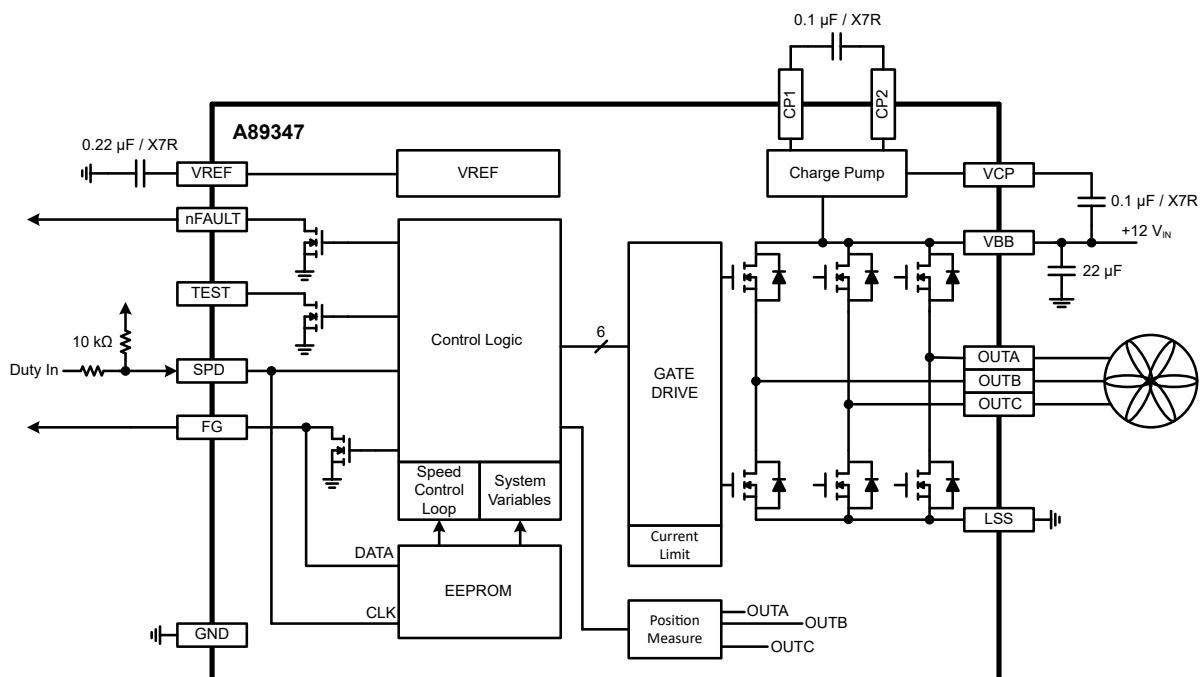 0.1 µF / X7R
CP1
CP2
A89347
0.22 µF / X7R
VREF
VREF
Charge Pump
VCP
0.1 µF / X7R
nFAULT
+12 VIN
VBB
22 µF
TEST
10 kΩ
Control Logic
6
Duty In
SPD
GATE
DRIVE
OUTA
OUTB
OUTC
FG
Speed
Control
Loop
System
Variables
LSS
Current
Limit
DATA
EEPROM
CLK
Position
Measure
OUTA
OUTB
OUTC
GND